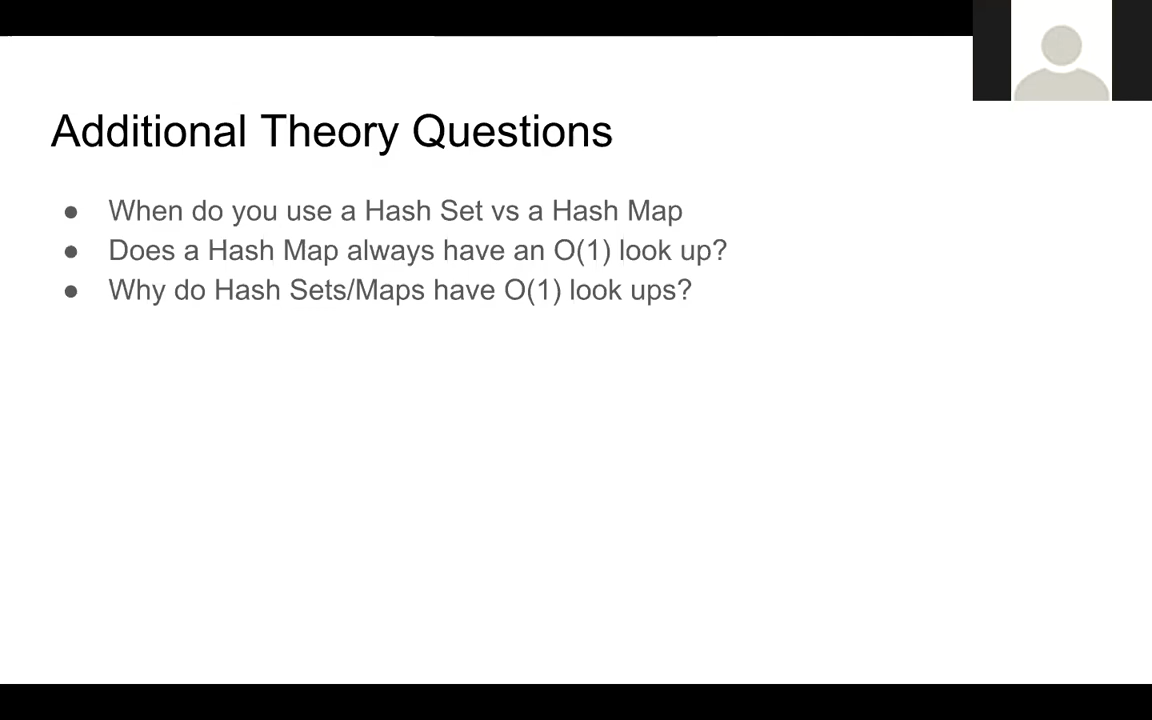 Additional Theory Questions
● When do you use a Hash Set vs a Hash Map
● Does a Hash Map always have an O(1) look up?
● Why do Hash Sets/Maps have O(1) look ups?